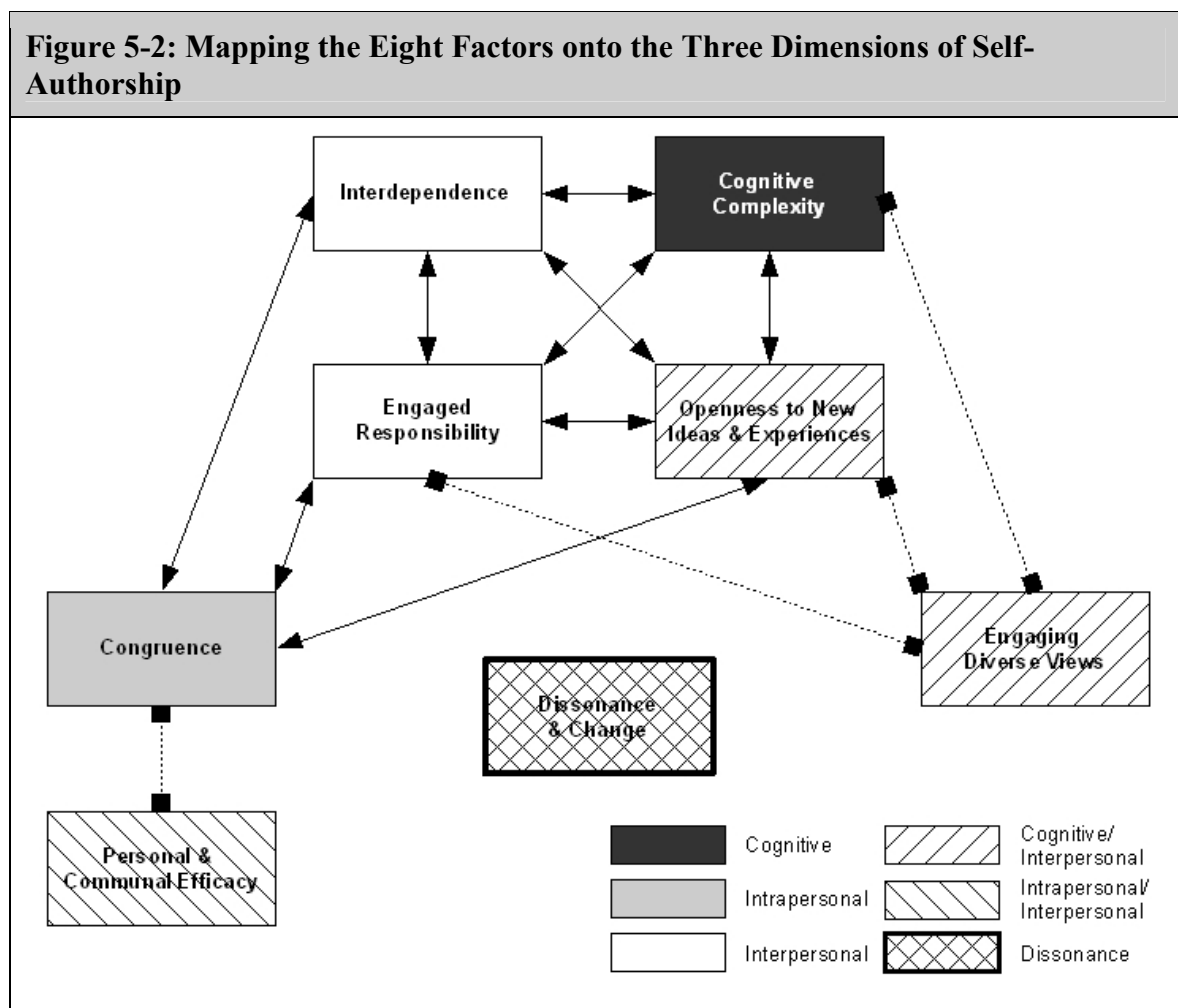 Figure 5-2: Mapping the Eight Factors onto the Three Dimensions of Self-
Authorship
Interdependence
Cognitive
Complexity
Engaged
Responsibility
Openness to New
Ideas & Experiences
Congruence
Engaging
Diverse Views
Dissonance
& Change
Personal &
Communal Efficacy
Cognitive
Cognitive/
Interpersonal
Intrapersonal
Intrapersonal/
Interpersonal
Interpersonal
Dissonance